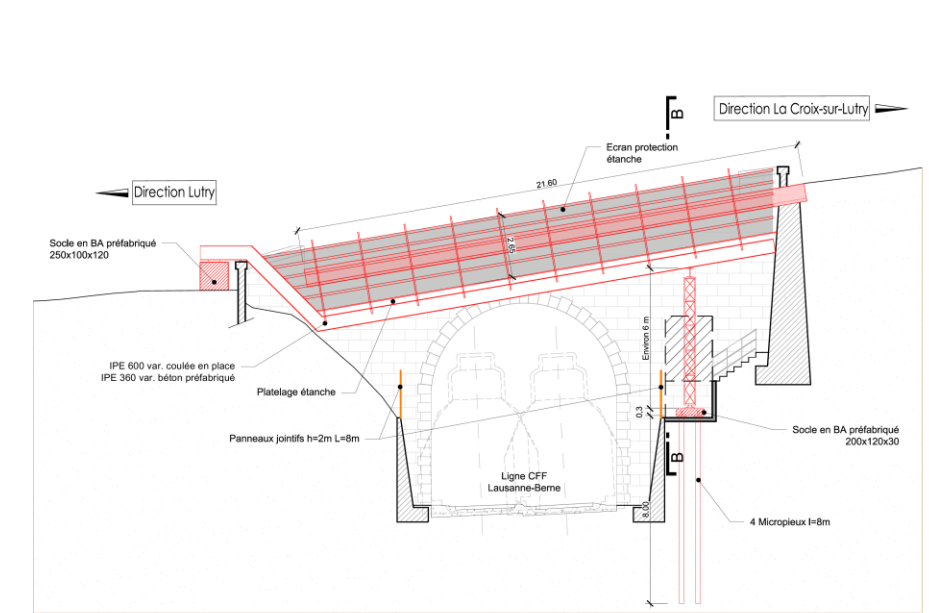 B
Direction La Croix-sur-Lutry
Ecran protection
étanche
21.60
Direction Lutry
2.65
Socle en BA préfabriqué
250x100x120
Environ 6 m
IPE 600 var. coulée en place
IPE 360 var. béton préfabriqué
Platelage étanche
0,3
Panneaux jointifs h=2m L=8m
Socle en BA préfabriqué
200x120x30
B
Ligne CFF
Lausanne-Berne
8.00
4 Micropieux l=8m